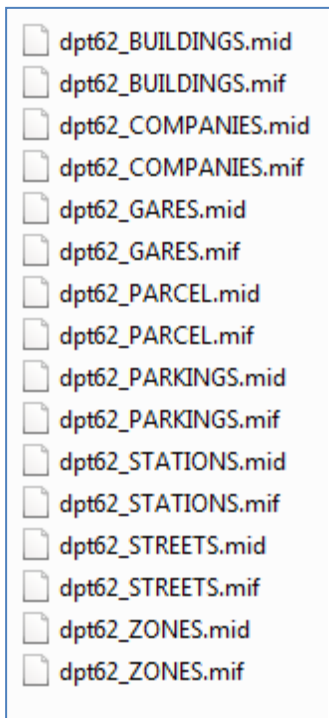 dpt62_BUILDINGS.mid
dpt62_BUILDINGS.mif
dpt62_COMPANIES.mid
dpt62_COMPANIES.mif
dpt62_GARES.mid
dpt62_GARES.mif
dpt62_PARCEL.mid
dpt62_PARCEL.mif
dpt62_PARKINGS.mid
dpt62_PARKINGS.mif
dpt62_STATIONS.mid
dpt62_STATIONS.mif
dpt62_STREETS.mid
dpt62_STREETS.mif
dpt62_ZONES.mid
dpt62_ZONES.mif